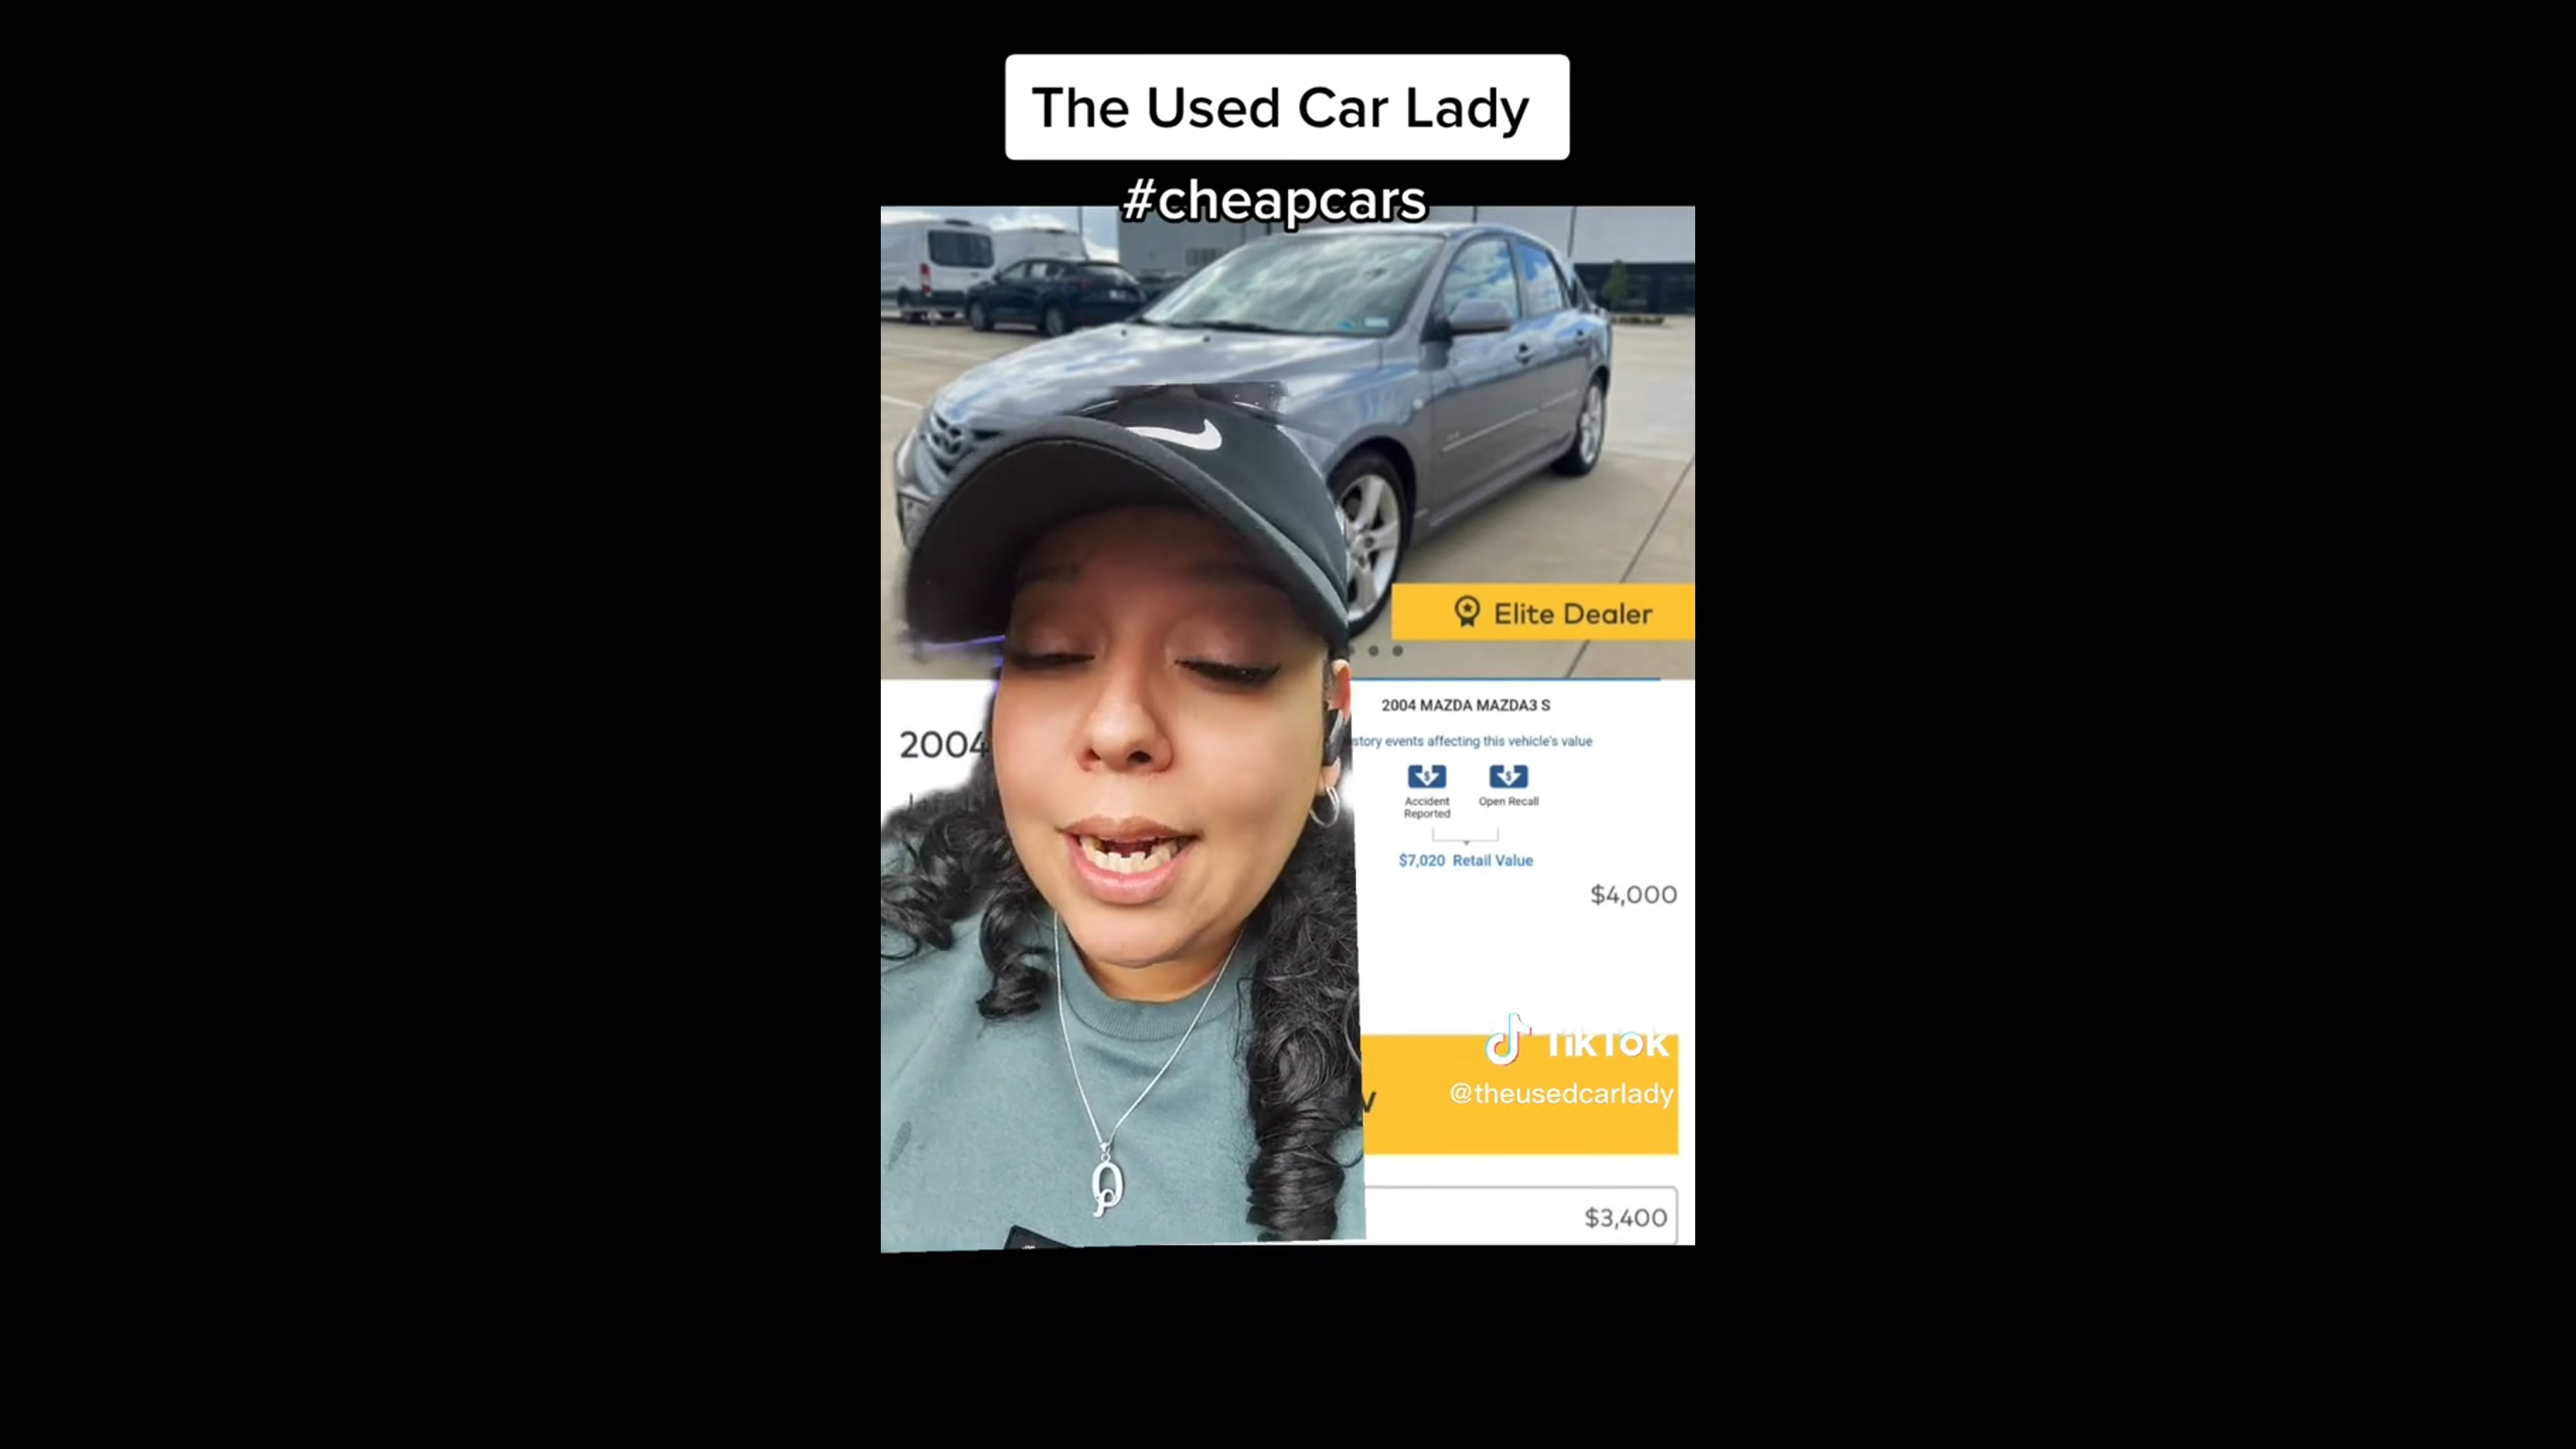 The Used Car Lady
#cheapcars
Elite Dealer
2004 MAZDA MAZDA3 S
2004
story events affecting this vehicle's value
Accident
Reported
Open Recall
$7,020 Retail Value
$4,000
TikTok
@theusedcarlady
$3,400